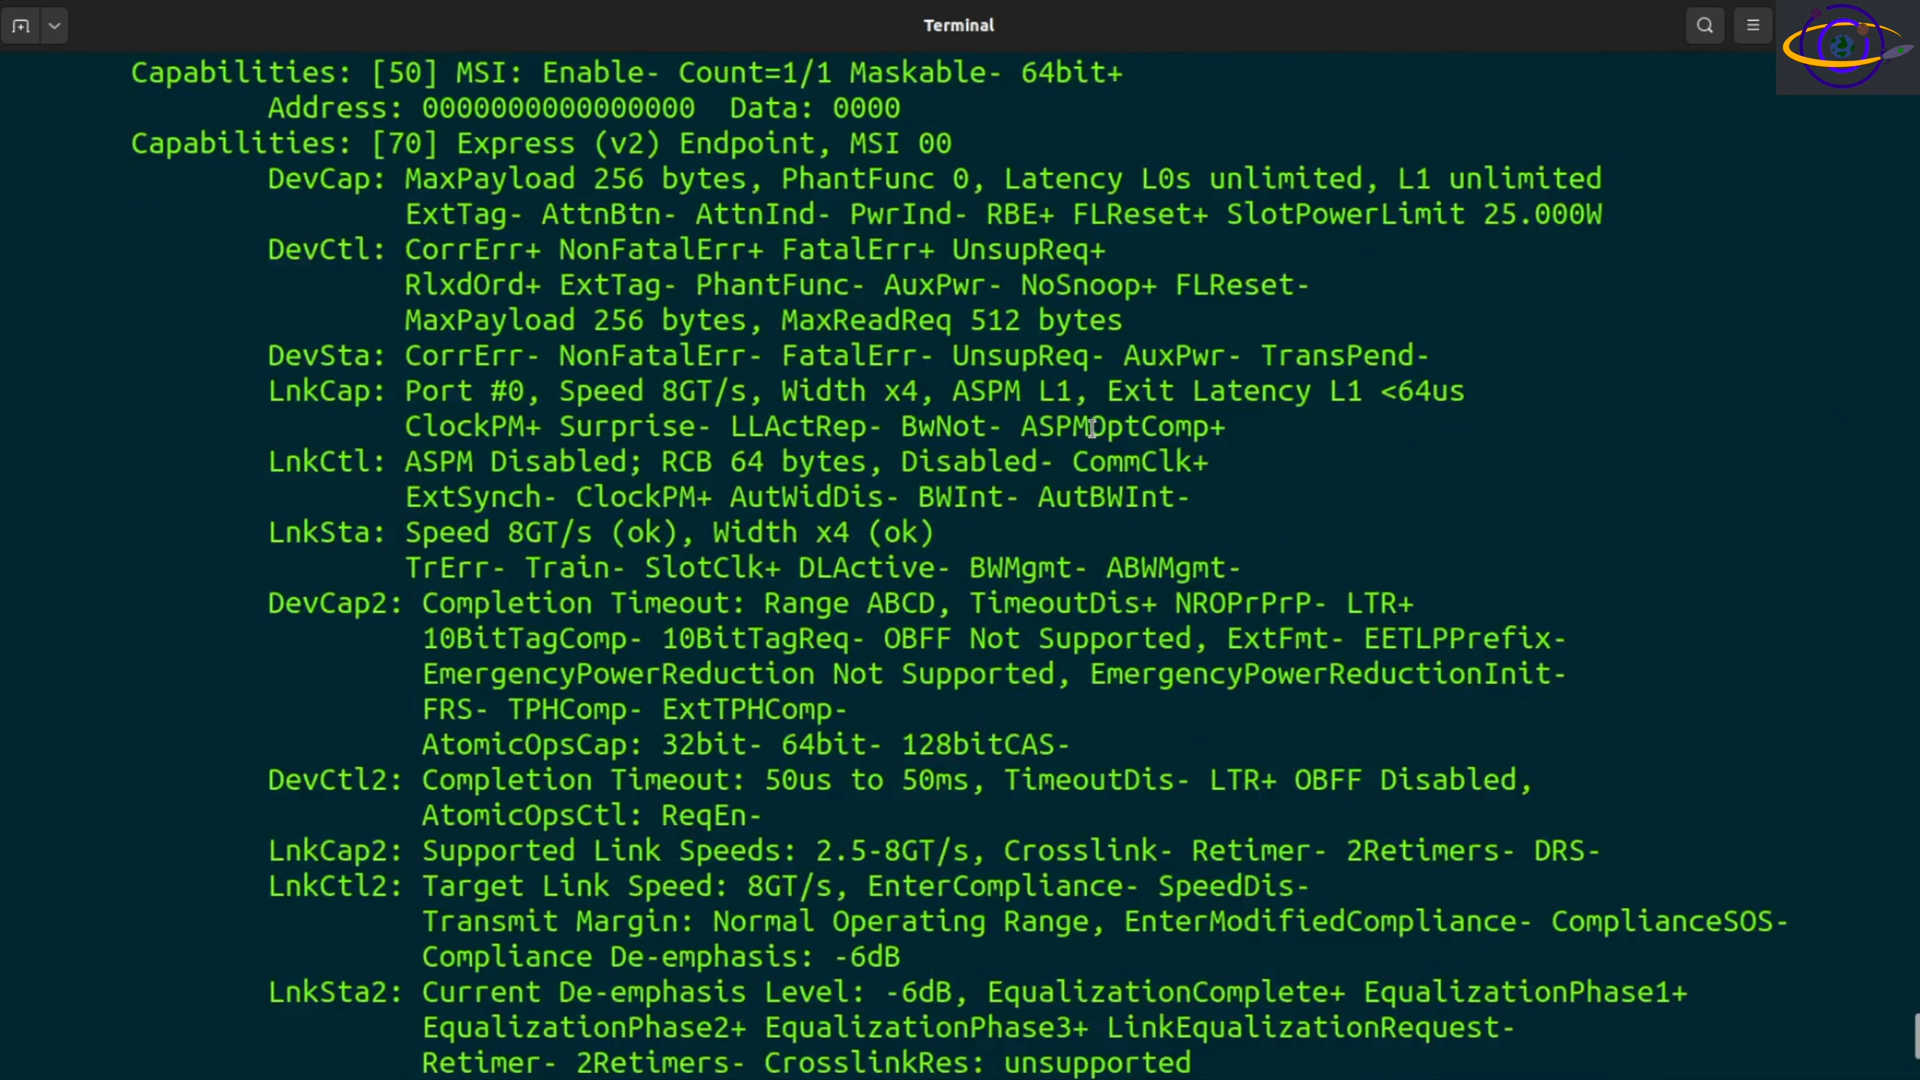 Terminal
Capabilities: [50] MSI: Enable- Count=1/1 Maskable- 64bit+
Address: 0000000000000000  Data: 0000
Capabilities: [70] Express (v2) Endpoint, MSI 00
DevCap: MaxPayload 256 bytes, PhantFunc 0, Latency L0s unlimited, L1 unlimited
ExtTag- AttnBtn- AttnInd- PwrInd- RBE+ FLReset+ SlotPowerLimit 25.000W
DevCtl: CorrErr+ NonFatalErr+ FatalErr+ UnsupReq+
RlxdOrd+ ExtTag- PhantFunc- AuxPwr- NoSnoop+ FLReset-
MaxPayload 256 bytes, MaxReadReq 512 bytes
DevSta: CorrErr- NonFatalErr- FatalErr- UnsupReq- AuxPwr- TransPend-
LnkCap: Port #0, Speed 8GT/s, Width x4, ASPM L1, Exit Latency L1 <64us
ClockPM+ Surprise- LLActRep- BwNot- ASPMOptComp+
LnkCtl: ASPM Disabled; RCB 64 bytes, Disabled- CommClk+
ExtSynch- ClockPM+ AutWidDis- BWInt- AutBWInt-
LnkSta: Speed 8GT/s (ok), Width x4 (ok)
TrErr- Train- SlotClk+ DLActive- BWMgmt- ABWMgmt-
DevCap2: Completion Timeout: Range ABCD, TimeoutDis+ NROPrPrP- LTR+
10BitTagComp- 10BitTagReq- OBFF Not Supported, ExtFmt- EETLPPrefix-
EmergencyPowerReduction Not Supported, EmergencyPowerReductionInit-
FRS- TPHComp- ExtTPHComp-
AtomicOpsCap: 32bit- 64bit- 128bitCAS-
DevCtl2: Completion Timeout: 50us to 50ms, TimeoutDis- LTR+ OBFF Disabled,
AtomicOpsCtl: ReqEn-
LnkCap2: Supported Link Speeds: 2.5-8GT/s, Crosslink- Retimer- 2Retimers- DRS-
LnkCtl2: Target Link Speed: 8GT/s, EnterCompliance- SpeedDis-
Transmit Margin: Normal Operating Range, EnterModifiedCompliance- ComplianceSOS-
Compliance De-emphasis: -6dB
LnkSta2: Current De-emphasis Level: -6dB, EqualizationComplete+ EqualizationPhase1+
EqualizationPhase2+ EqualizationPhase3+ LinkEqualizationRequest-
Retimer- 2Retimers- CrosslinkRes: unsupported